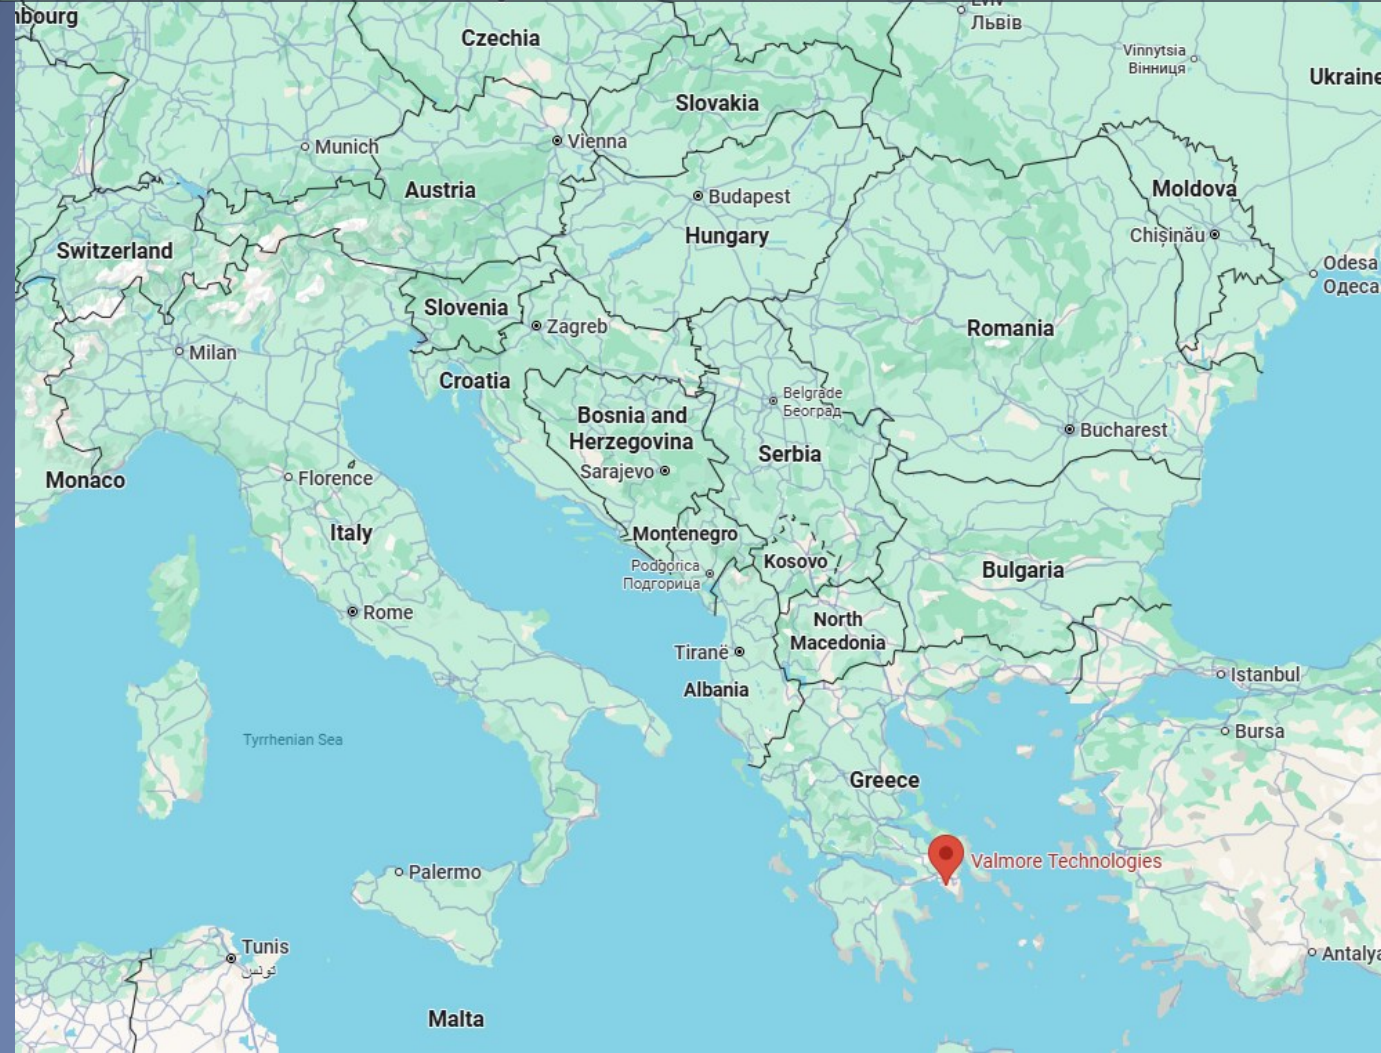 Czechia
Львів
Vinnytsia
Вінниця
Ukraine
Slovakia
Munich
Vienna
Austria
Budapest
Hungary
Moldova
Chișinău
Switzerland
Odesa
Одеса
Slovenia
Zagreb
Romania
Milan
Croatia
Belgrade
Београд
Bosnia and
Herzegovina
Bucharest
Serbia
Sarajevo
Monaco
Florence
Italy
Montenegro
Podgorica
Подгорица
Kosovo
Bulgaria
Rome
North
Macedonia
Tiranë
Albania
Istanbul
Bursa
Tyrrhenian Sea
Greece
Valmore Technologies
Palermo
Tunis
تونس
Antalya
Malta